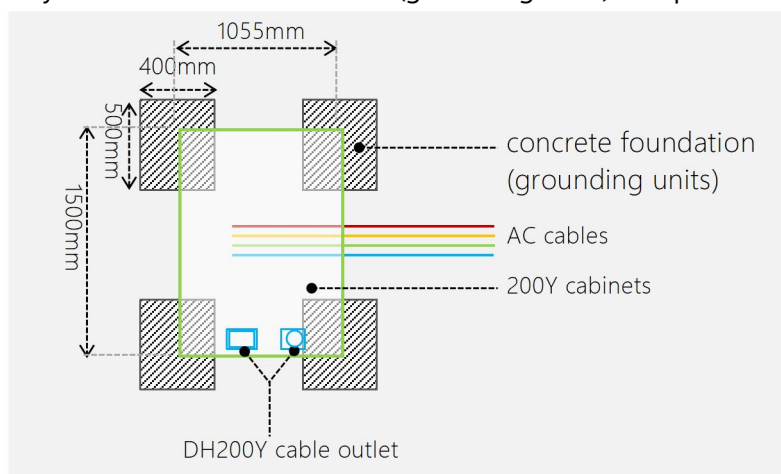 1055mm
400mm
500mm
1500mm
concrete foundation
(grounding units)
AC cables
200Y cabinets
DH200Y cable outlet